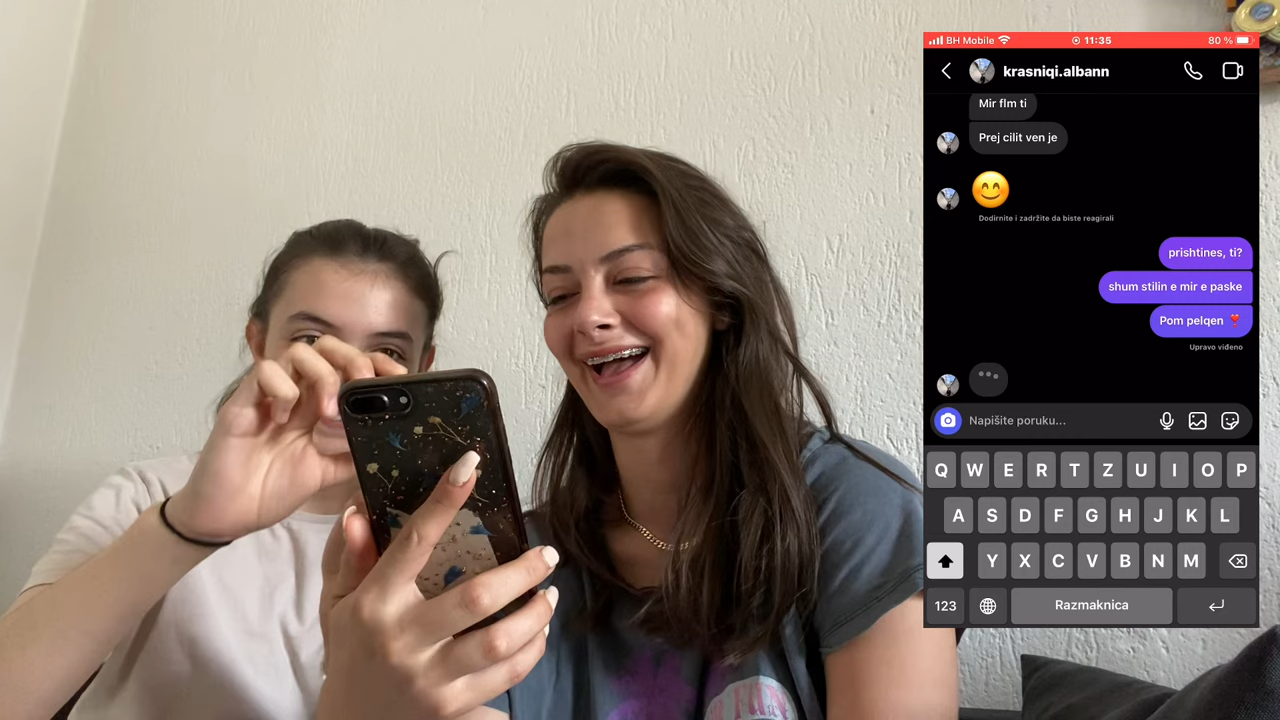 BH Mobile
11:35
80 %
krasniqi.albann
Mir flm ti
Prej cilit ven je
Dodirnite i zadržite da biste reagirali
prishtines, ti?
shum stilin e mir e paske
Pom pelqen
Upravo viđeno
Napišite poruku...
Q W E R T Z U I O P
A S D F G H J K L
Y X C V B N M
123
Razmaknica